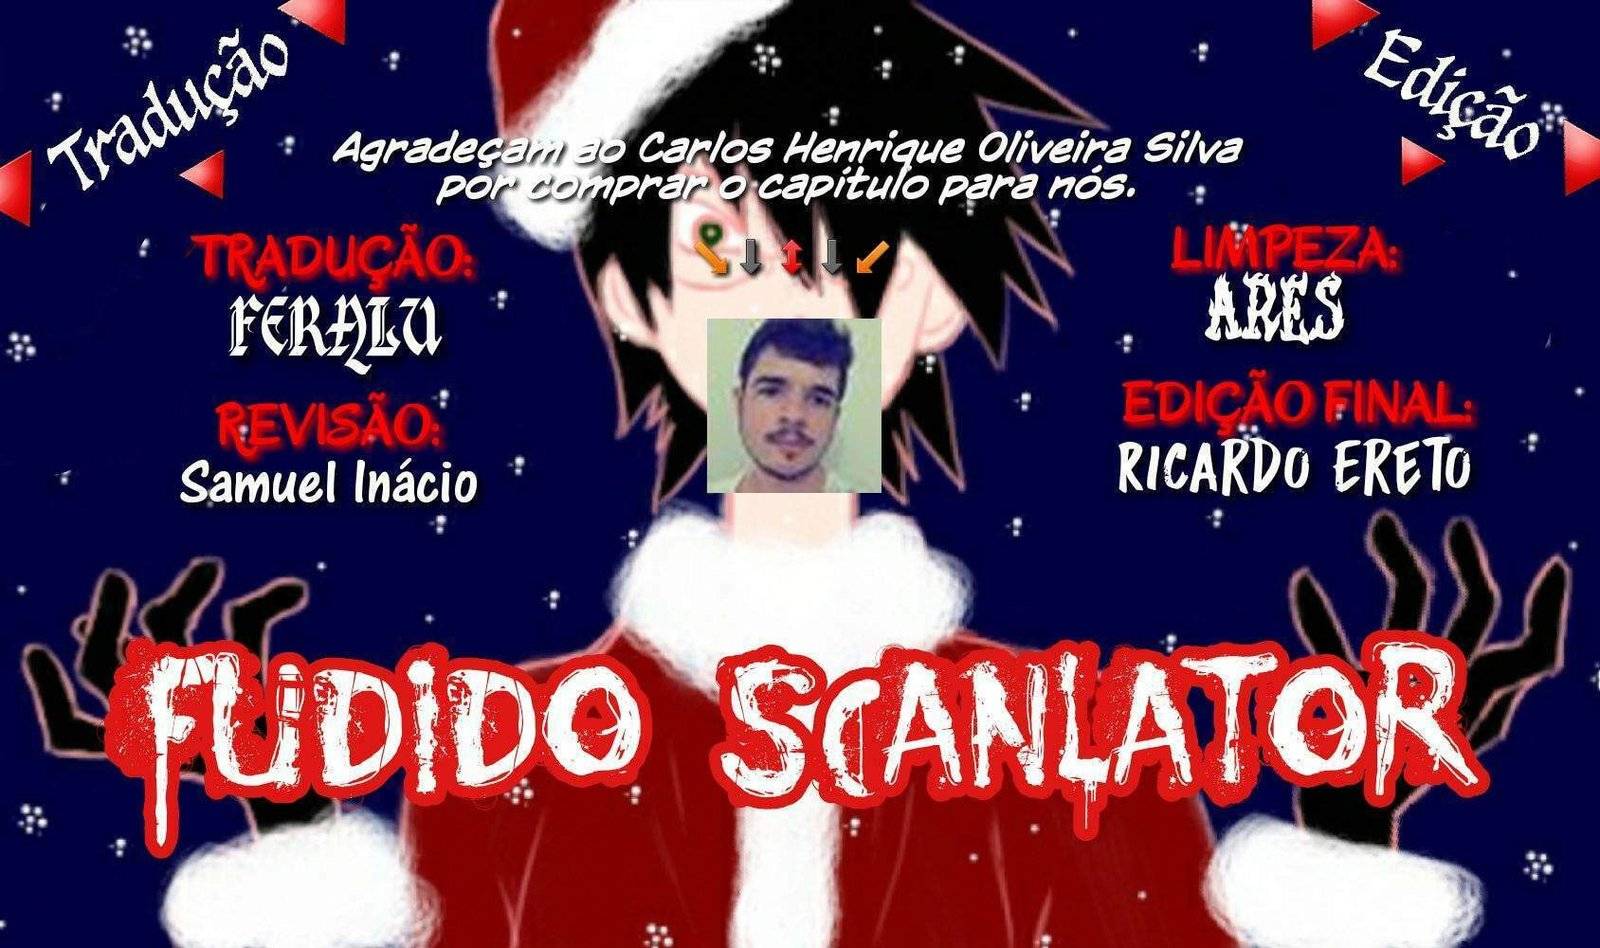 Tradução
Edição
Agradeçam ao Carlos Henrique Oliveira Silva
por comprar o capítulo para nós.
TRADUÇÃO:
FERALU
REVISÃO:
Samuel Inácio
LIMPEZA:
ARES
EDIÇÃO FINAL:
RICARDO ERETO
FUDIDO SCANLATOR